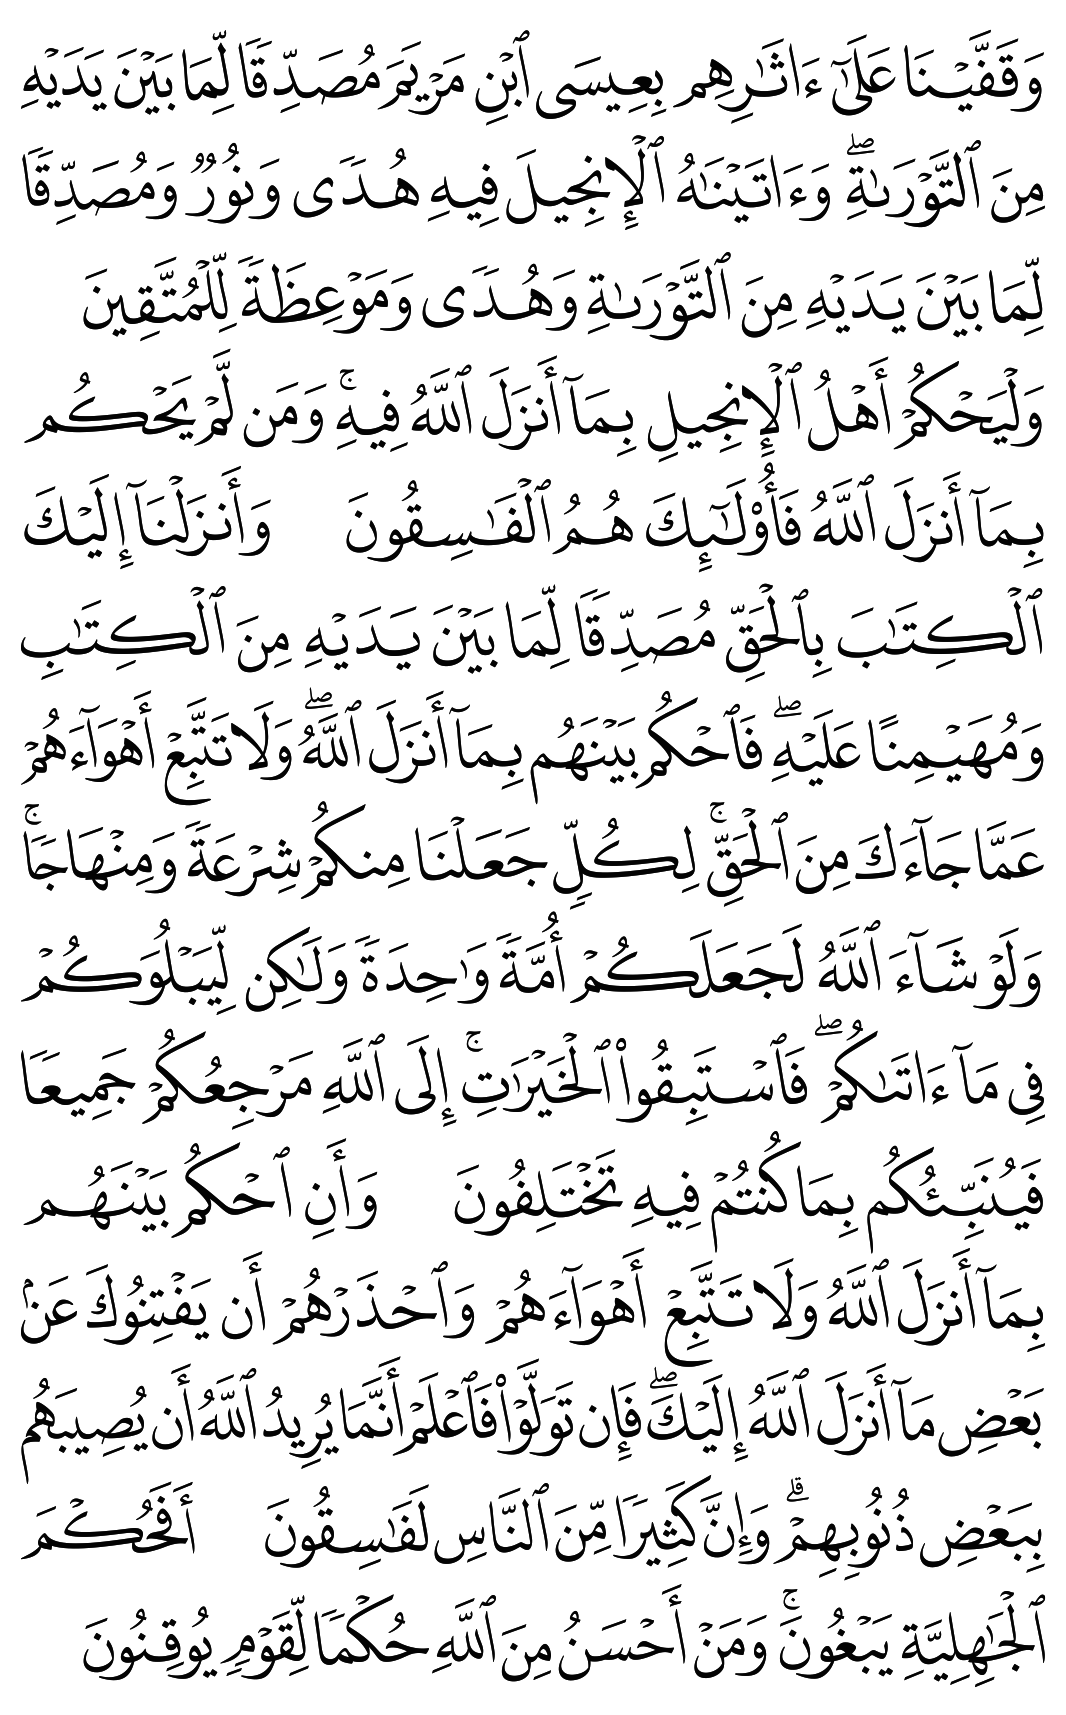 وَقَفَّيۡنَا عَلَىٰٓ ءَاثَٰرِهِم بِعِيسَى ٱبۡنِ مَرۡيَمَ مُصَدِّقٗا لِّمَا بَيۡنَ يَدَيۡهِ
مِنَ ٱلتَّوۡرَىٰةِۖ وَءَاتَيۡنَٰهُ ٱلۡإِنجِيلَ فِيهِ هُدٗى وَنُورٞ وَمُصَدِّقٗا
لِّمَا بَيۡنَ يَدَيۡهِ مِنَ ٱلتَّوۡرَىٰةِ وَهُدٗى وَمَوۡعِظَةٗ لِّلۡمُتَّقِينَ
وَلۡيَحۡكُمۡ أَهۡلُ ٱلۡإِنجِيلِ بِمَآ أَنزَلَ ٱللَّهُ فِيهِۚ وَمَن لَّمۡ يَحۡكُم
بِمَآ أَنزَلَ ٱللَّهُ فَأُوْلَٰٓئِكَ هُمُ ٱلۡفَٰسِقُونَ وَأَنزَلۡنَآ إِلَيۡكَ
ٱلۡكِتَٰبَ بِٱلۡحَقِّ مُصَدِّقٗا لِّمَا بَيۡنَ يَدَيۡهِ مِنَ ٱلۡكِتَٰبِ
وَمُهَيۡمِنًا عَلَيۡهِۖ فَٱحۡكُم بَيۡنَهُم بِمَآ أَنزَلَ ٱللَّهُۖ وَلَا تَتَّبِعۡ أَهۡوَآءَهُمۡ
عَمَّا جَآءَكَ مِنَ ٱلۡحَقِّۚ لِكُلّٖ جَعَلۡنَا مِنكُمۡ شِرۡعَةٗ وَمِنۡهَاجٗاۚ
وَلَوۡ شَآءَ ٱللَّهُ لَجَعَلَكُمۡ أُمَّةٗ وَٰحِدَةٗ وَلَٰكِن لِّيَبۡلُوَكُمۡ
فِي مَآ ءَاتَىٰكُمۡۖ فَٱسۡتَبِقُواْ ٱلۡخَيۡرَٰتِۚ إِلَى ٱللَّهِ مَرۡجِعُكُمۡ جَمِيعٗا
فَيُنَبِّئُكُم بِمَا كُنتُمۡ فِيهِ تَخۡتَلِفُونَ وَأَنِ ٱحۡكُم بَيۡنَهُم
بِمَآ أَنزَلَ ٱللَّهُ وَلَا تَتَّبِعۡ أَهۡوَآءَهُمۡ وَٱحۡذَرۡهُمۡ أَن يَفۡتِنُوكَ عَنۢ
بَعۡضِ مَآ أَنزَلَ ٱللَّهُ إِلَيۡكَۖ فَإِن تَوَلَّوۡاْ فَٱعۡلَمۡ أَنَّمَا يُرِيدُ ٱللَّهُ أَن يُصِيبَهُم
بِبَعۡضِ ذُنُوبِهِمۡۗ وَإِنَّ كَثِيرٗا مِّنَ ٱلنَّاسِ لَفَٰسِقُونَ أَفَحُكۡمَ
ٱلۡجَٰهِلِيَّةِ يَبۡغُونَۚ وَمَنۡ أَحۡسَنُ مِنَ ٱللَّهِ حُكۡمٗا لِّقَوۡمٖ يُوقِنُونَ